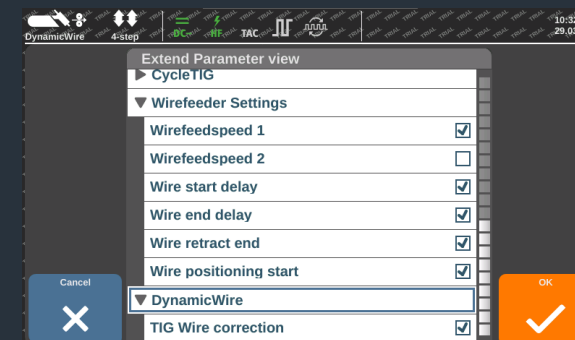 10:32
29.03
DynamicWire
4-step
DC-
HF
TAC
Extend Parameter view
CycleTIG
Wirefeeder Settings
Wirefeedspeed 1
Wirefeedspeed 2
Wire start delay
Wire end delay
Wire retract end
Wire positioning start
DynamicWire
TIG Wire correction
Cancel
OK
TRIAL